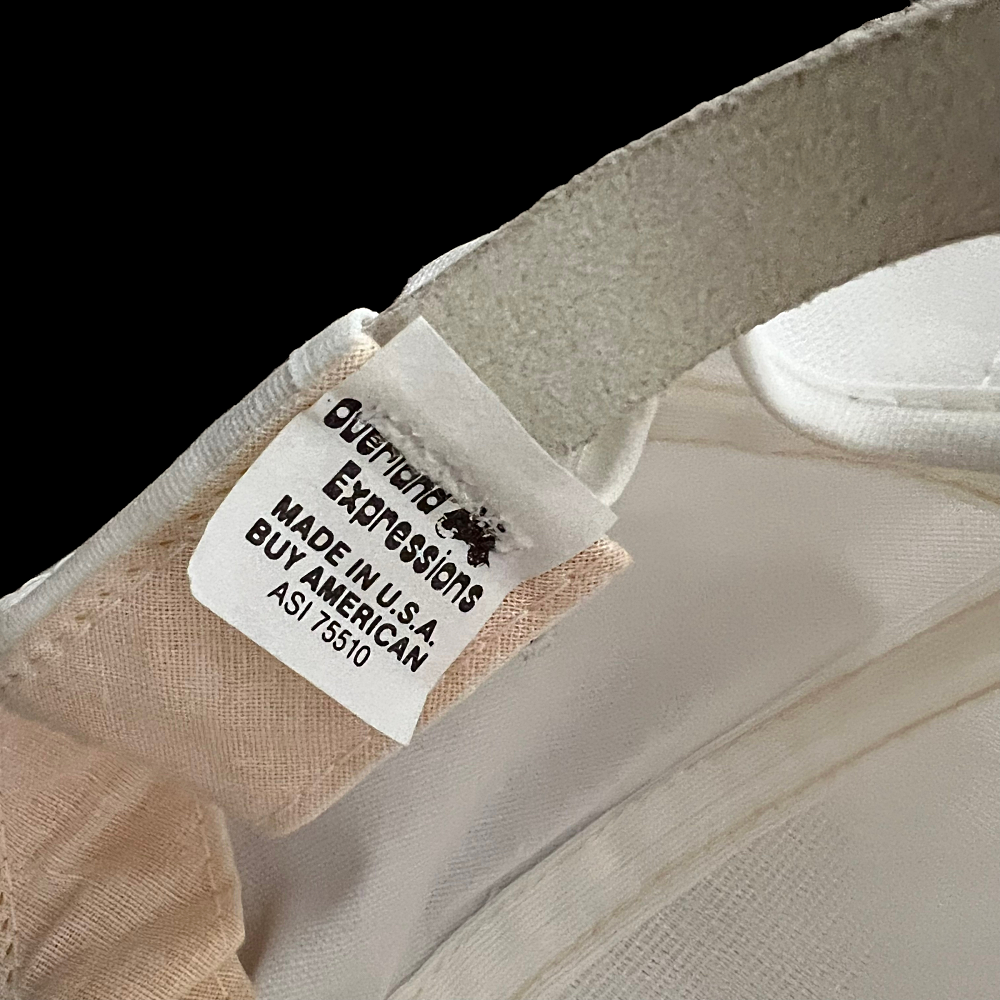 Overland
Expressions
MADE IN U.S.A.
BUY AMERICAN
ASI 75510